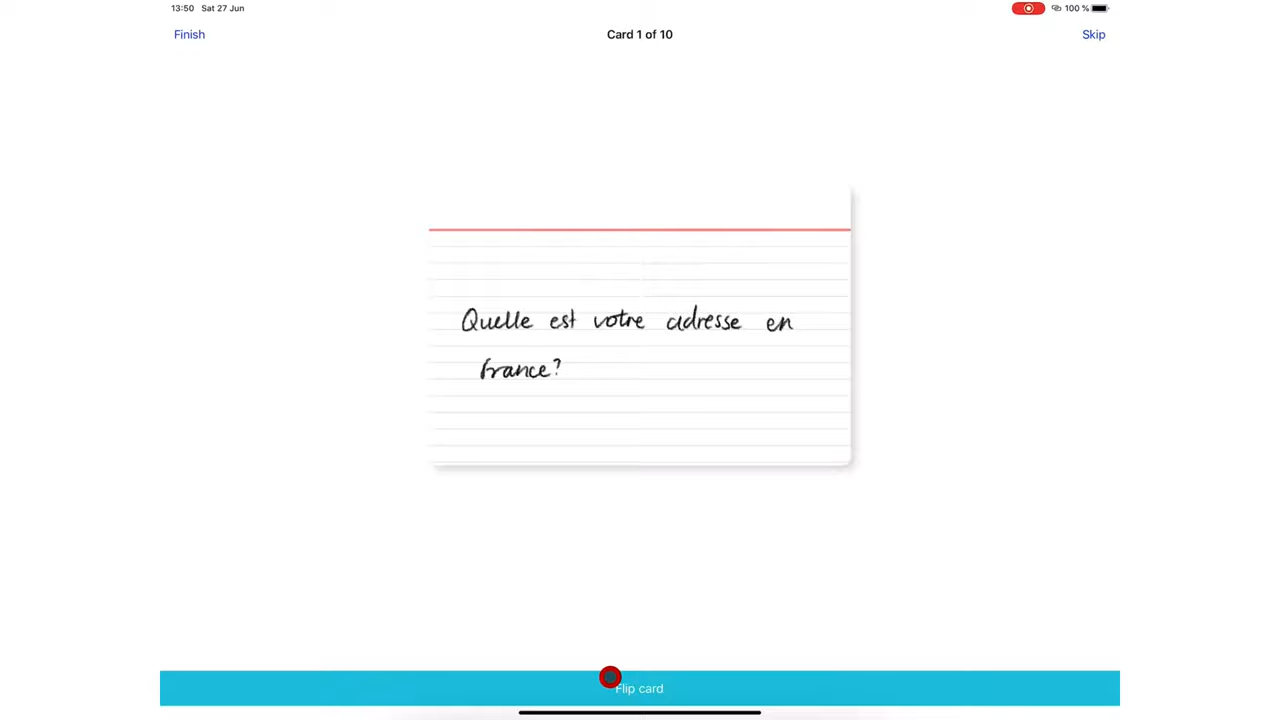 13:50 Sat 27 Jun 100 %
Finish Card 1 of 10 Skip
Quelle est votre adresse en
france?
Flip card